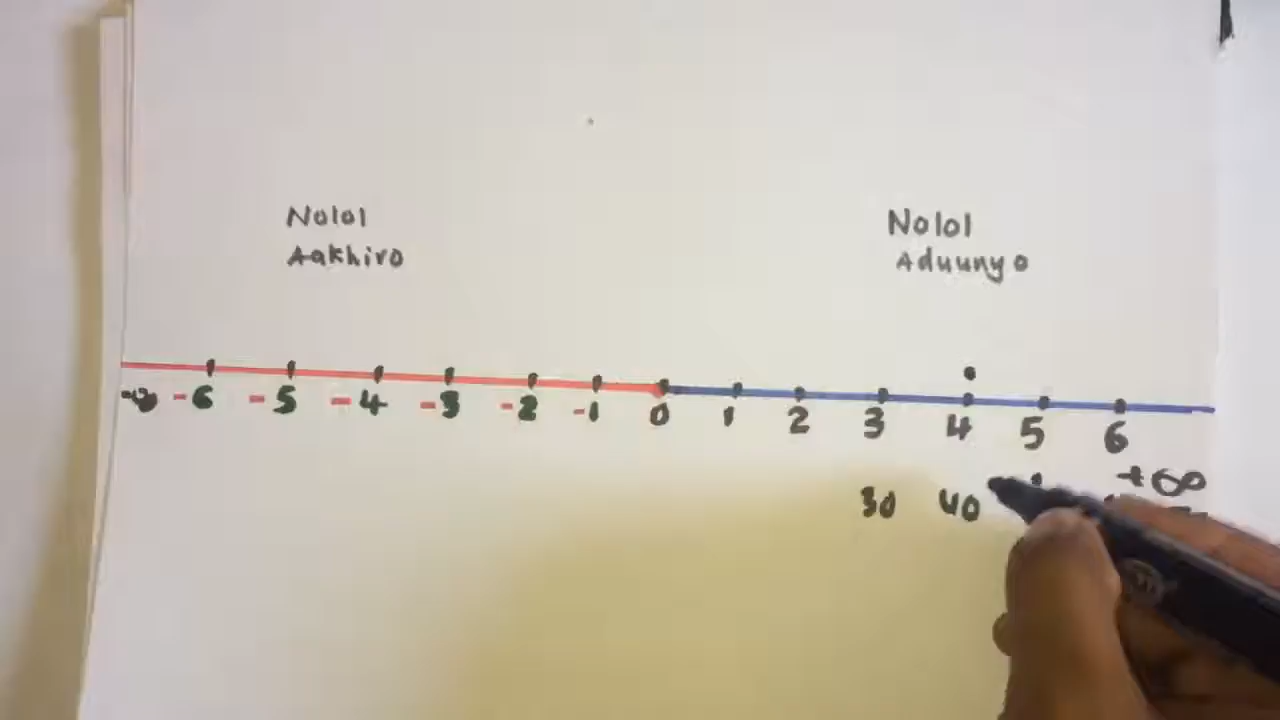 Nolol
Aakhiro
Nolol
Aduunyo
-6 -5 -4 -3 -2 -1 0 1 2 3 4 5 6
+∞
30 40